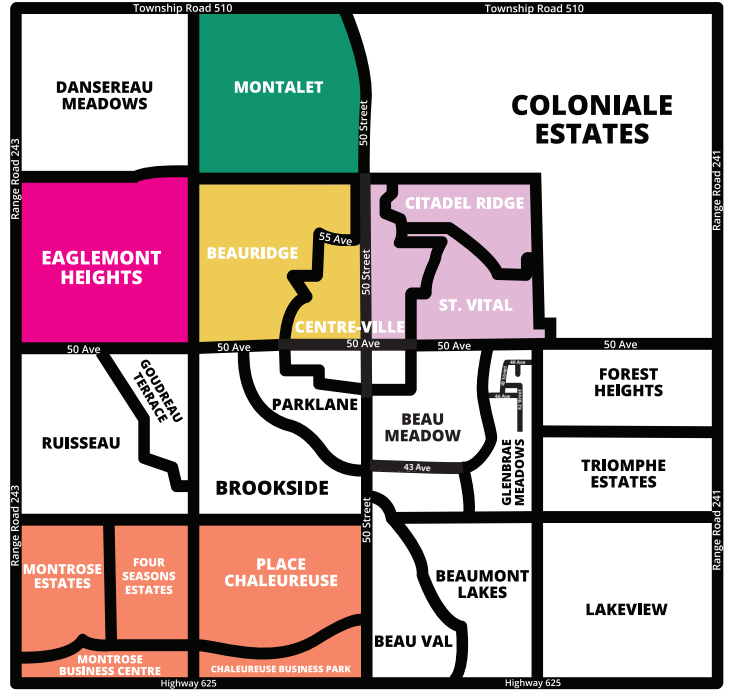 Township Road 510
Township Road 510
DANSEREAU
MEADOWS
MONTALET
COLONIALE
ESTATES
Range Road 243
50 Street
Range Road 241
EAGLEMONT
HEIGHTS
BEAURIDGE
55 Ave
50 Street
CITADEL RIDGE
ST. VITAL
CENTRE-VILLE
50 Ave
50 Ave
50 Ave
50 Ave
50 Ave
GOUDREAU
TERRACE
RUISSEAU
PARKLANE
BROOKSIDE
BEAU
MEADOW
43 Ave
49 Ave
46 Ave
GLENBRAE
MEADOWS
FOREST
HEIGHTS
TRIOMPHE
ESTATES
Range Road 243
50 Street
Range Road 241
MONTROSE
ESTATES
FOUR
SEASONS
ESTATES
PLACE
CHALEUREUSE
BEAUMONT
LAKES
LAKEVIEW
BEAU VAL
MONTROSE
BUSINESS CENTRE
CHALEUREUSE BUSINESS PARK
Highway 625
Highway 625